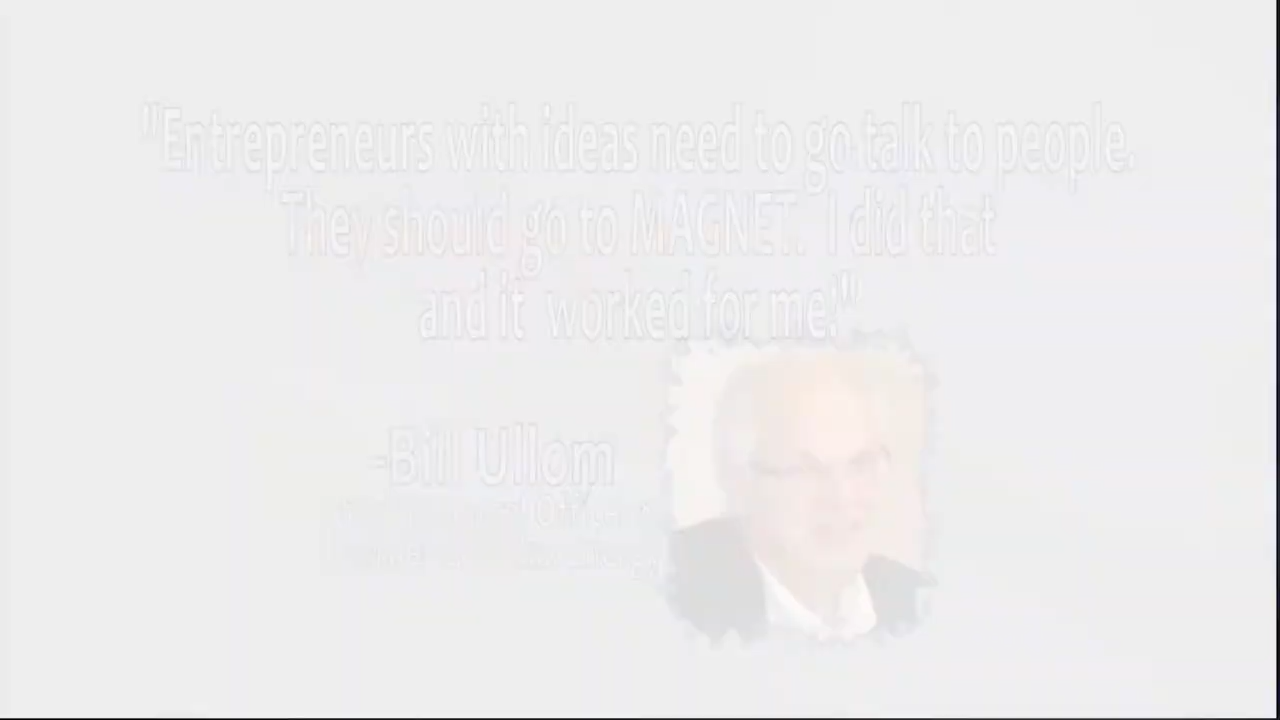 "Entrepreneurs with ideas need to go talk to people.
They should go to MAGNET. I did that
and it worked for me!"
-Bill Ullom
Officer